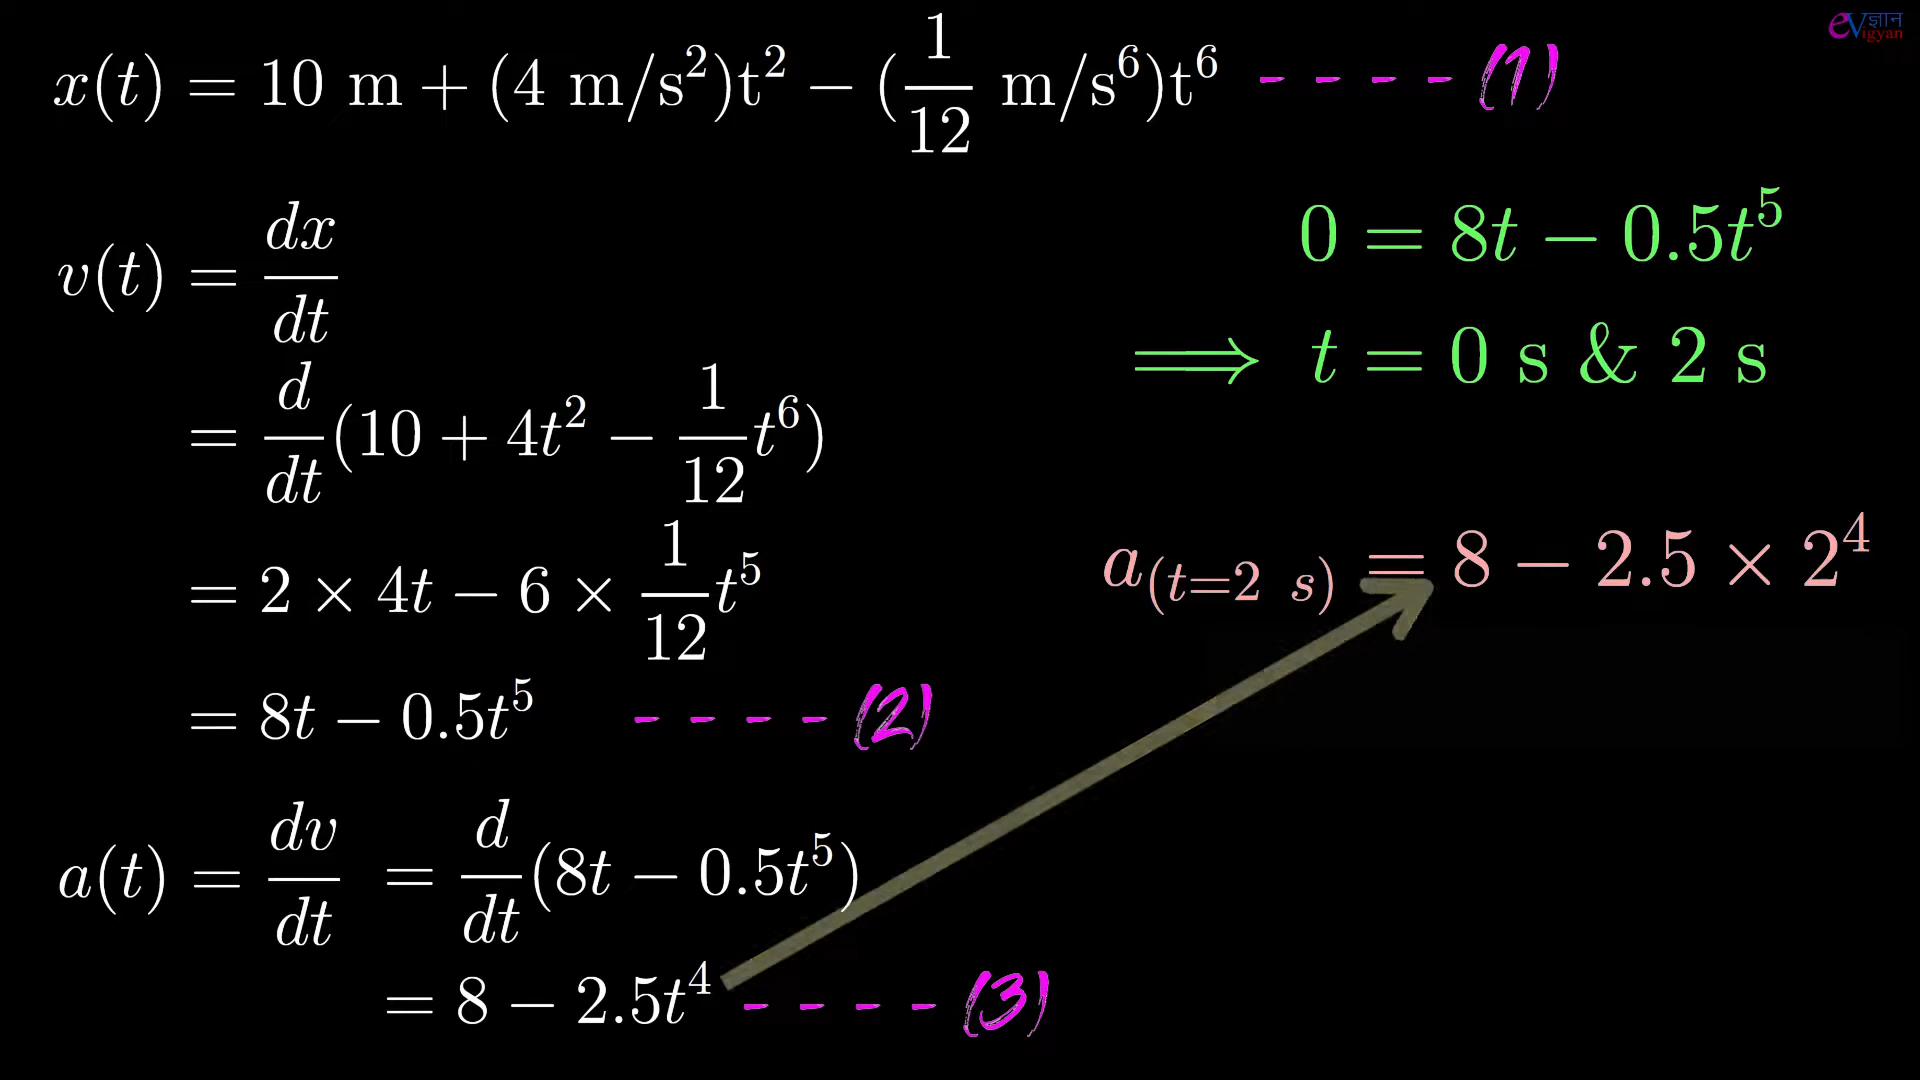 eVज्ञान
igyan
x(t) = 10 m + (4 m/s²)t² − (1/12 m/s⁶)t⁶ - - - - (1)
v(t) = dx/dt
= d/dt(10 + 4t² − 1/12 t⁶)
= 2 × 4t − 6 × 1/12 t⁵
= 8t − 0.5t⁵ - - - - (2)
a(t) = dv/dt = d/dt(8t − 0.5t⁵)
= 8 − 2.5t⁴ - - - - (3)
0 = 8t − 0.5t⁵
⟹ t = 0 s & 2 s
a₍t=2 s₎ = 8 − 2.5 × 2⁴